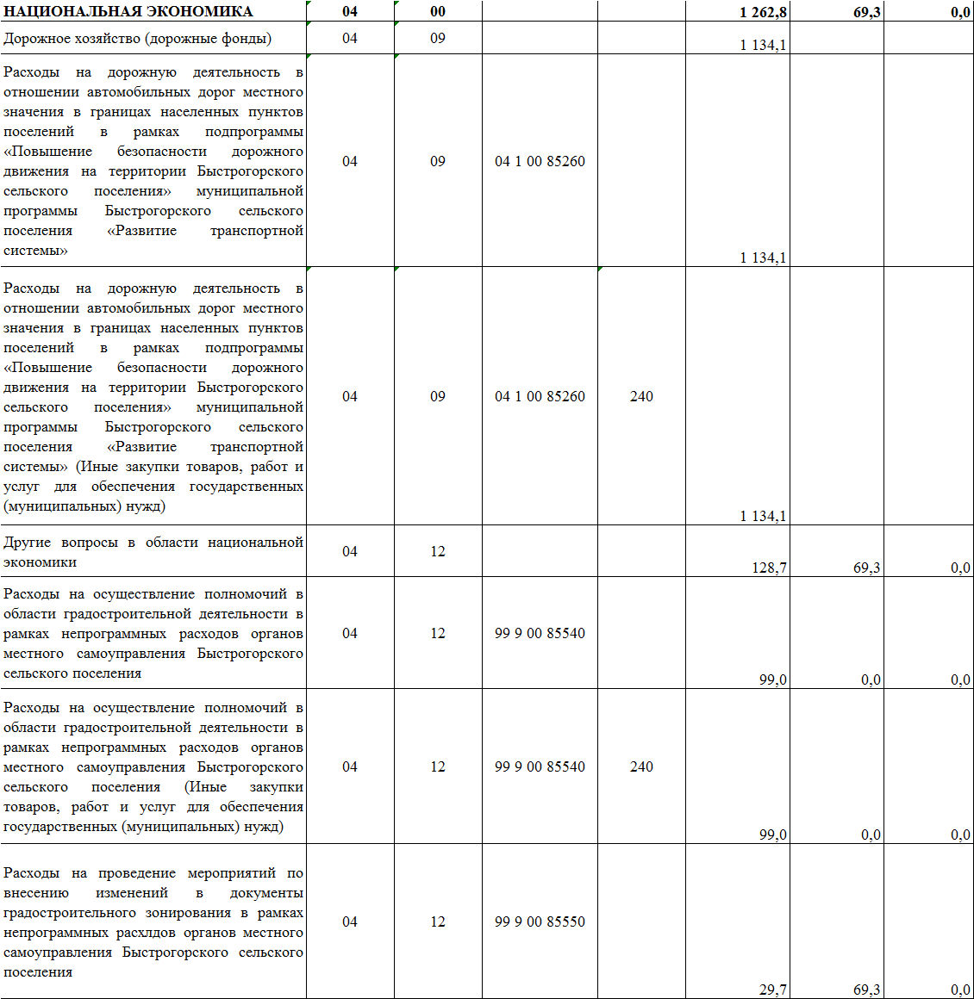 НАЦИОНАЛЬНАЯ ЭКОНОМИКА 04 00 1 262,8 69,3 0,0
Дорожное хозяйство (дорожные фонды) 04 09 1 134,1
Расходы на дорожную деятельность в
отношении автомобильных дорог местного
значения в границах населенных пунктов
поселений в рамках подпрограммы
«Повышение безопасности дорожного
движения на территории Быстрогорского
сельского поселения» муниципальной
программы Быстрогорского сельского
поселения «Развитие транспортной
системы»
04 09 04 1 00 85260 1 134,1
Расходы на дорожную деятельность в
отношении автомобильных дорог местного
значения в границах населенных пунктов
поселений в рамках подпрограммы
«Повышение безопасности дорожного
движения на территории Быстрогорского
сельского поселения» муниципальной
программы Быстрогорского сельского
поселения «Развитие транспортной
системы» (Иные закупки товаров, работ и
услуг для обеспечения государственных
(муниципальных) нужд)
04 09 04 1 00 85260 240 1 134,1
Другие вопросы в области национальной
экономики
04 12 128,7 69,3 0,0
Расходы на осуществление полномочий в
области градостроительной деятельности в
рамках непрограммных расходов органов
местного самоуправления Быстрогорского
сельского поселения
04 12 99 9 00 85540 99,0 0,0 0,0
Расходы на осуществление полномочий в
области градостроительной деятельности в
рамках непрограммных расходов органов
местного самоуправления Быстрогорского
сельского поселения (Иные закупки
товаров, работ и услуг для обеспечения
государственных (муниципальных) нужд)
04 12 99 9 00 85540 240 99,0 0,0 0,0
Расходы на проведение мероприятий по
внесению изменений в документы
градостроительного зонирования в рамках
непрограммных расхлдов органов местного
самоуправления Быстрогорского сельского
поселения
04 12 99 9 00 85550 29,7 69,3 0,0